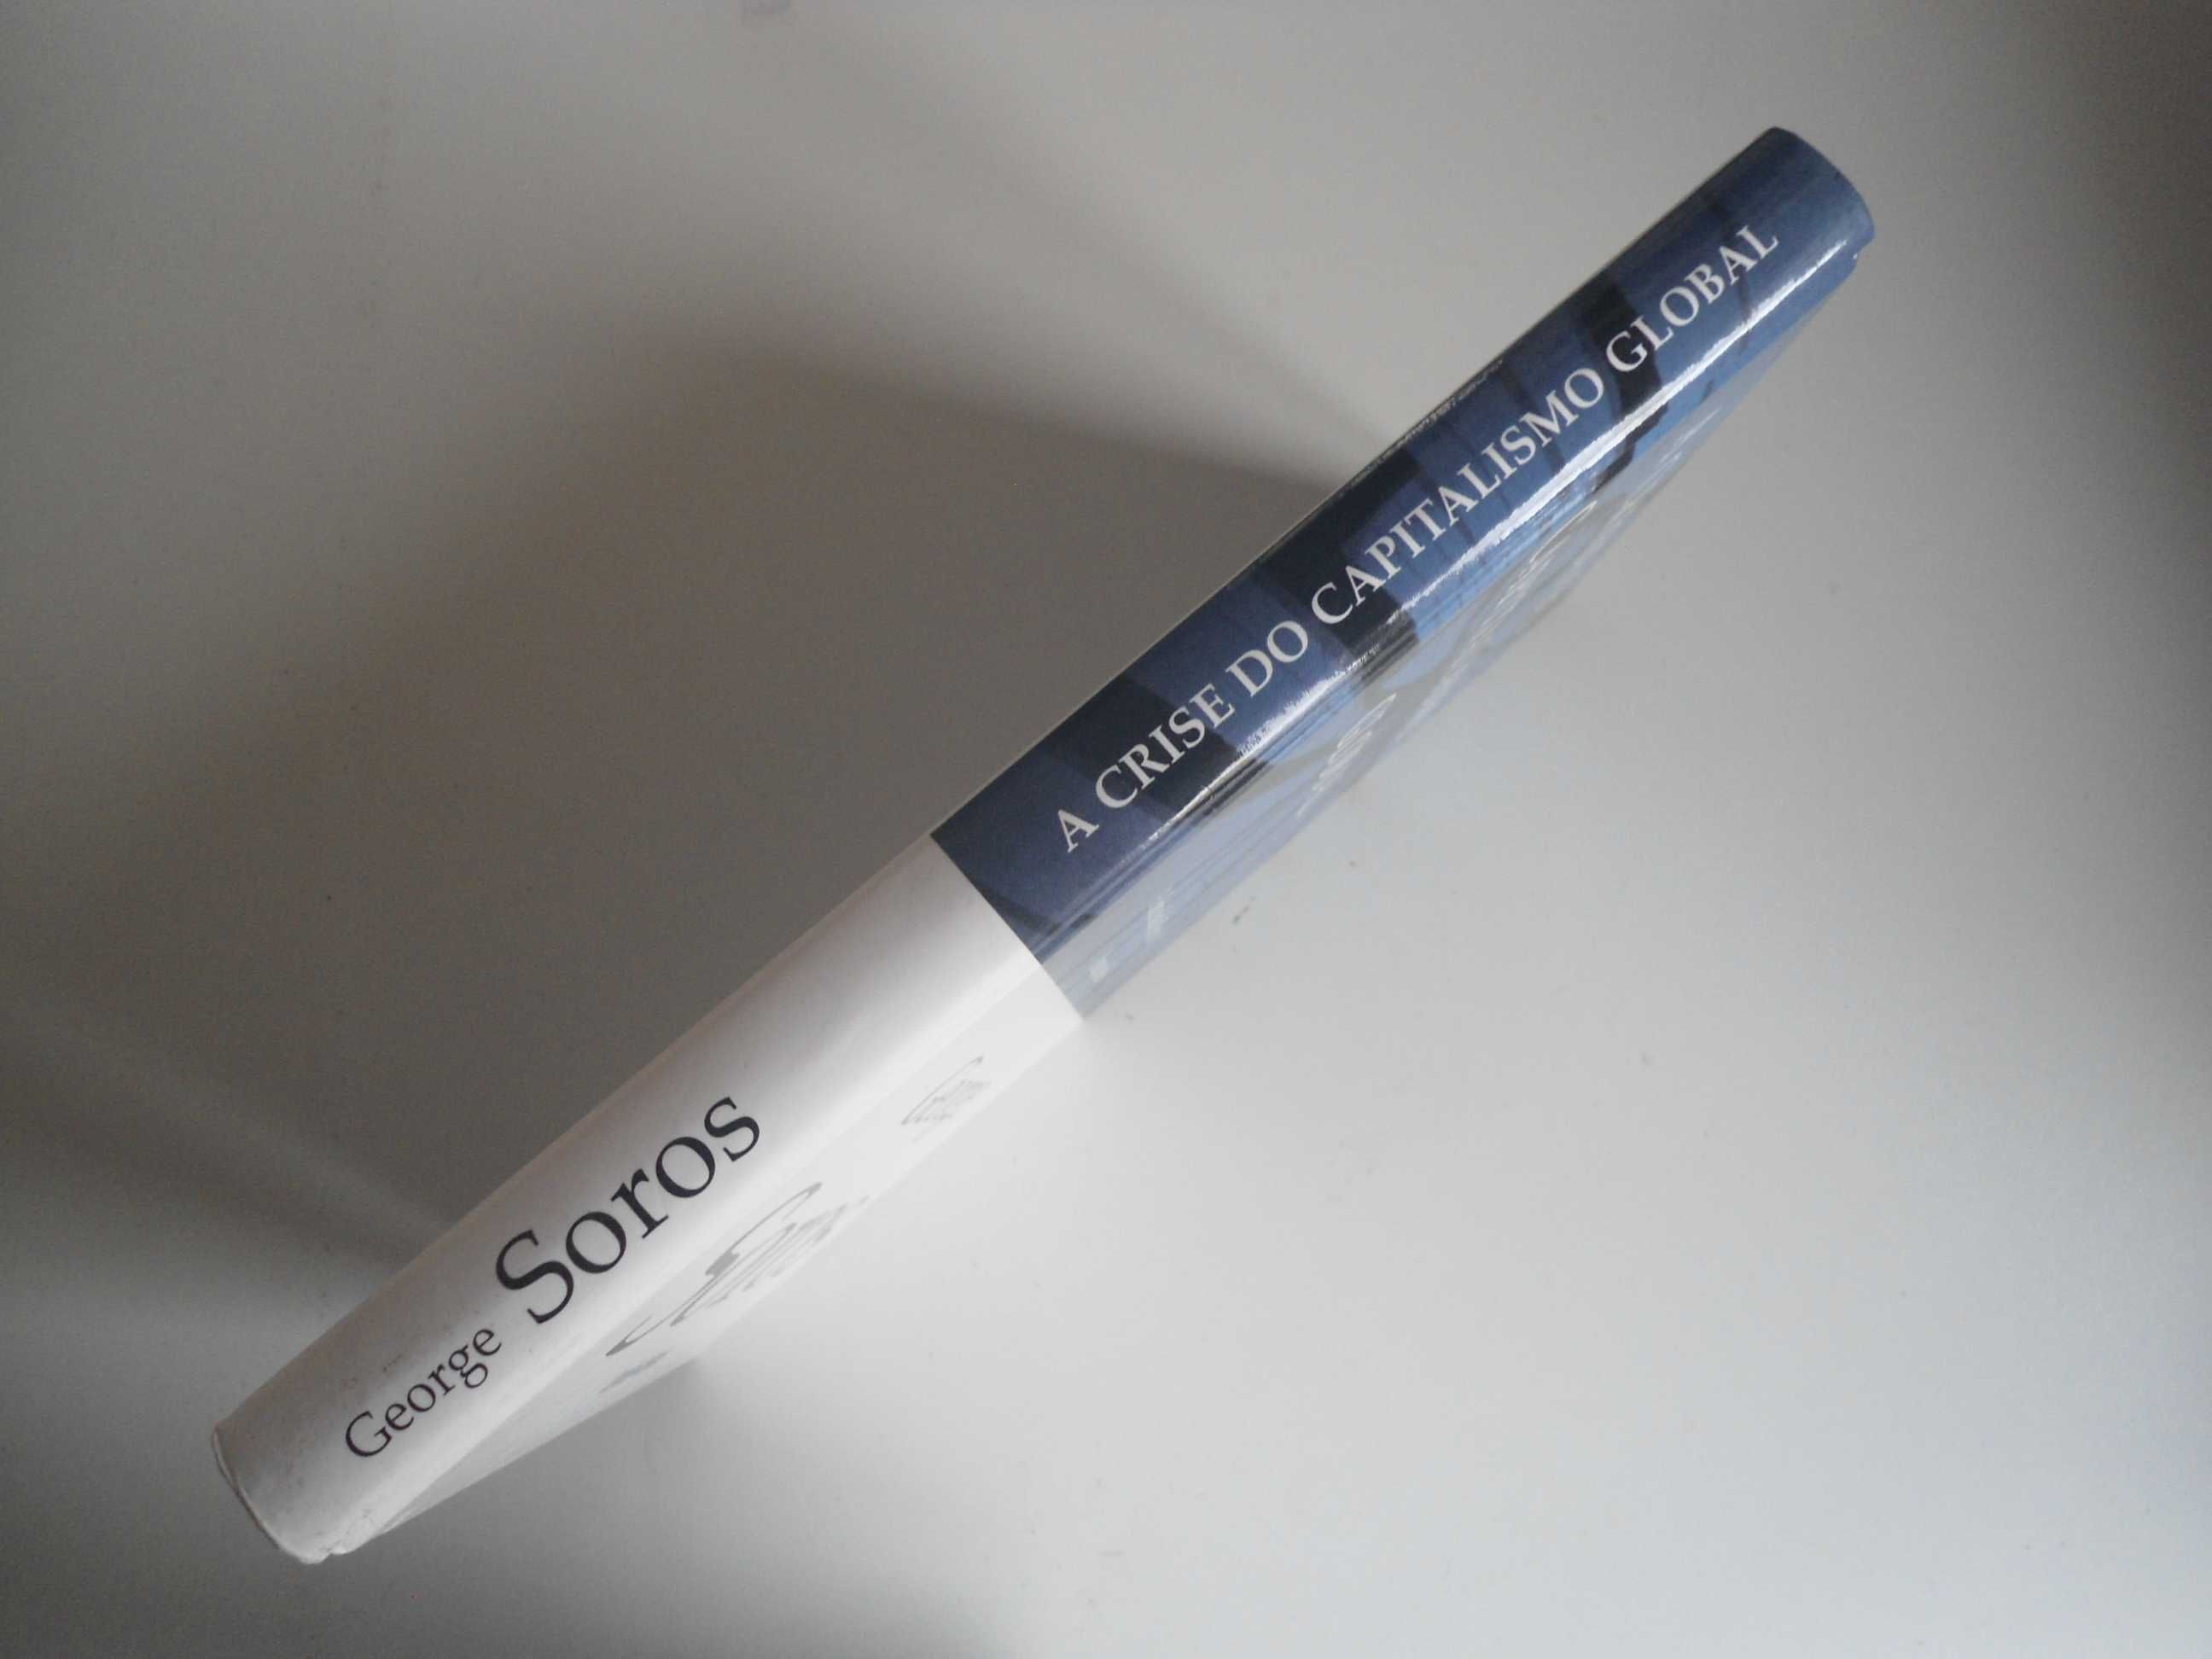 George Soros
A CRISE DO CAPITALISMO GLOBAL